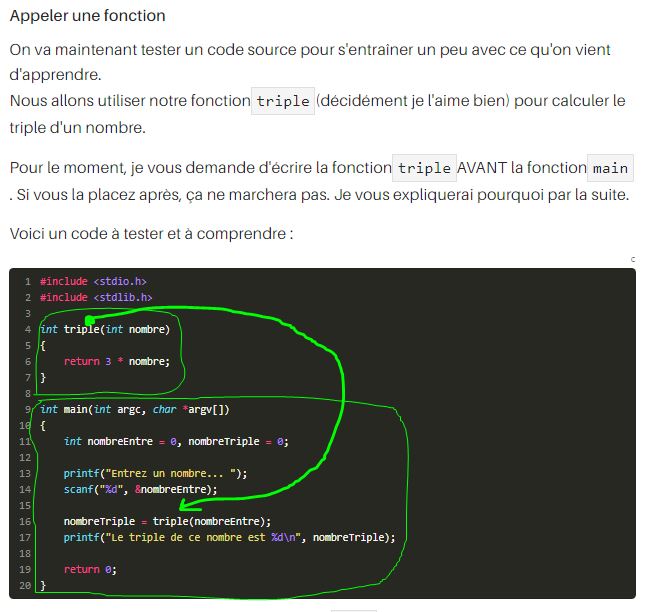 Appeler une fonction
On va maintenant tester un code source pour s'entraîner un peu avec ce qu'on vient
d'apprendre.
Nous allons utiliser notre fonction triple (décidément je l'aime bien) pour calculer le
triple d'un nombre.
Pour le moment, je vous demande d'écrire la fonction triple AVANT la fonction main
. Si vous la placez après, ça ne marchera pas. Je vous expliquerai pourquoi par la suite.
Voici un code à tester et à comprendre :
c
1 #include <stdio.h>
2 #include <stdlib.h>
3
4 int triple(int nombre)
5 {
6     return 3 * nombre;
7 }
8
9 int main(int argc, char *argv[])
10 {
11     int nombreEntre = 0, nombreTriple = 0;
12
13     printf("Entrez un nombre... ");
14     scanf("%d", &nombreEntre);
15
16     nombreTriple = triple(nombreEntre);
17     printf("Le triple de ce nombre est %d\n", nombreTriple);
18
19     return 0;
20 }